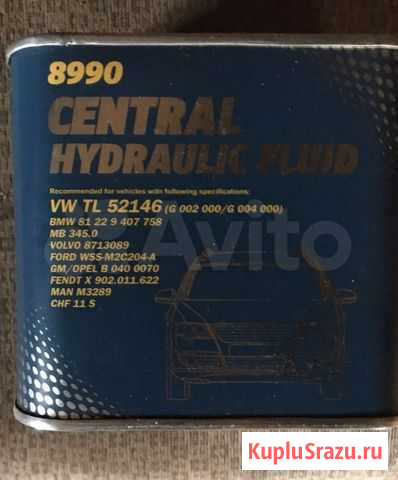 8990
CENTRAL
HYDRAULIC FLUID
Recommended for vehicles with following specifications:
VW TL 52146 (G 002 000/G 004 000)
BMW 81 22 9 407 758
MB 345.0
VOLVO 8713089
FORD WSS-M2C204-A
GM/OPEL B 040 0070
FENDT X 902.011.622
MAN M3289
CHF 11 S
Avito
KupluSrazu.ru